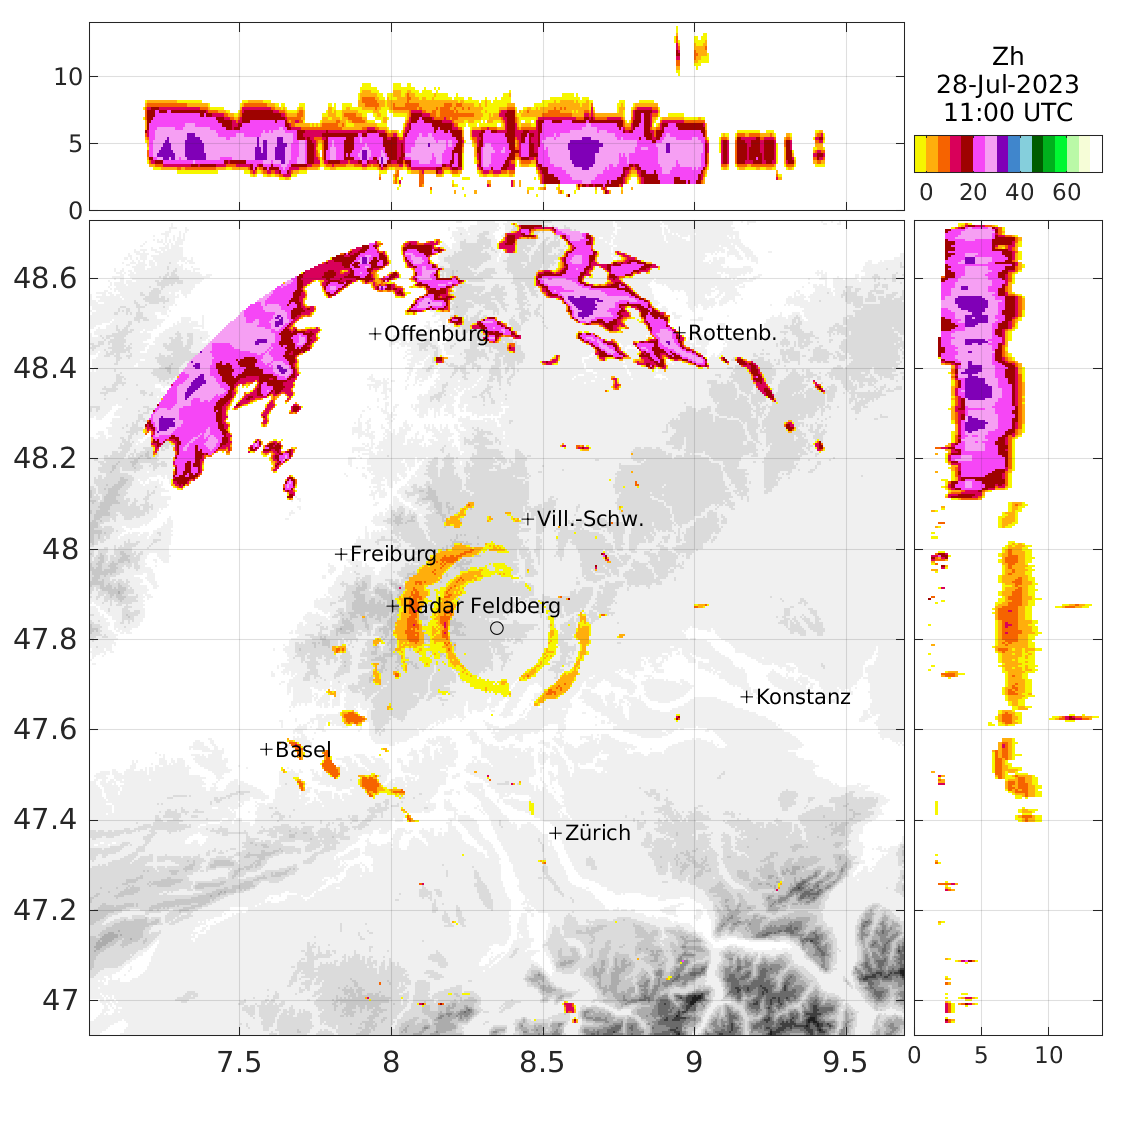 Zh
28-Jul-2023
11:00 UTC
0 20 40 60
10
5
0
48.6
48.4
48.2
48
47.8
47.6
47.4
47.2
47
+Offenburg
+Rottenb.
+Vill.-Schw.
+Freiburg
+Radar Feldberg
+Konstanz
+Basel
+Zürich
7.5 8 8.5 9 9.5
0 5 10